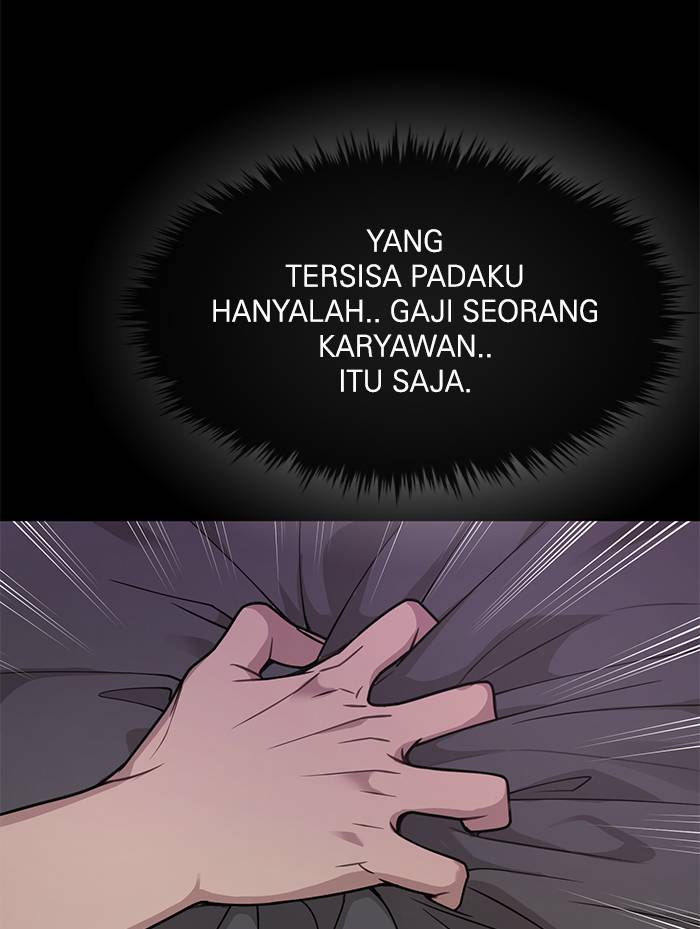 YANG
TERSISA PADAKU
HANYALAH.. GAJI SEORANG
KARYAWAN..
ITU SAJA.